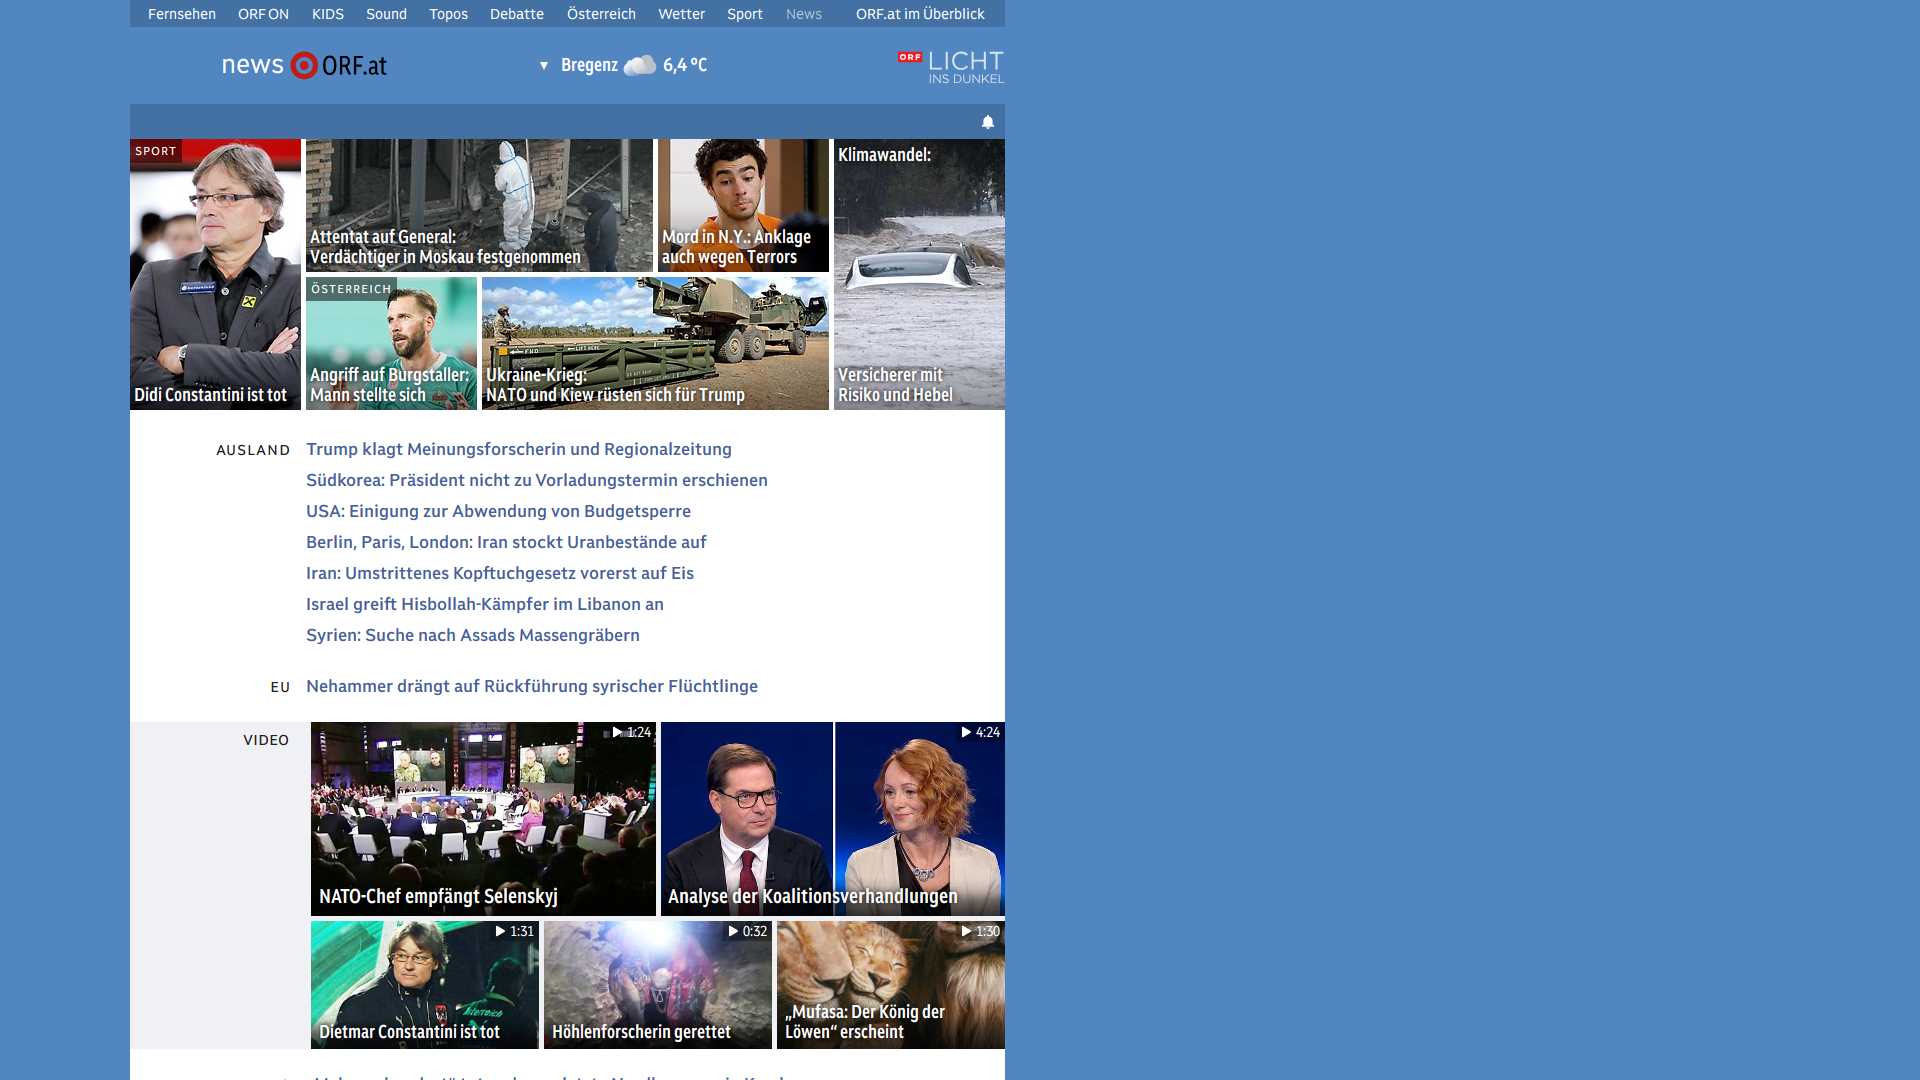 Fernsehen ORF ON KIDS Sound Topos Debatte Österreich Wetter Sport News ORF.at im Überblick
news ORF.at
Bregenz 6,4 °C
ORF LICHT
INS DUNKEL
SPORT
Didi Constantini ist tot
Attentat auf General:
Verdächtiger in Moskau festgenommen
Mord in N.Y.: Anklage
auch wegen Terrors
Klimawandel:
Versicherer mit
Risiko und Hebel
ÖSTERREICH
Angriff auf Burgstaller:
Mann stellte sich
Ukraine-Krieg:
NATO und Kiew rüsten sich für Trump
AUSLAND
Trump klagt Meinungsforscherin und Regionalzeitung
Südkorea: Präsident nicht zu Vorladungstermin erschienen
USA: Einigung zur Abwendung von Budgetsperre
Berlin, Paris, London: Iran stockt Uranbestände auf
Iran: Umstrittenes Kopftuchgesetz vorerst auf Eis
Israel greift Hisbollah-Kämpfer im Libanon an
Syrien: Suche nach Assads Massengräbern
EU
Nehammer drängt auf Rückführung syrischer Flüchtlinge
VIDEO
1:24
NATO-Chef empfängt Selenskyj
4:24
Analyse der Koalitionsverhandlungen
1:31
Dietmar Constantini ist tot
0:32
Höhlenforscherin gerettet
1:30
„Mufasa: Der König der
Löwen“ erscheint